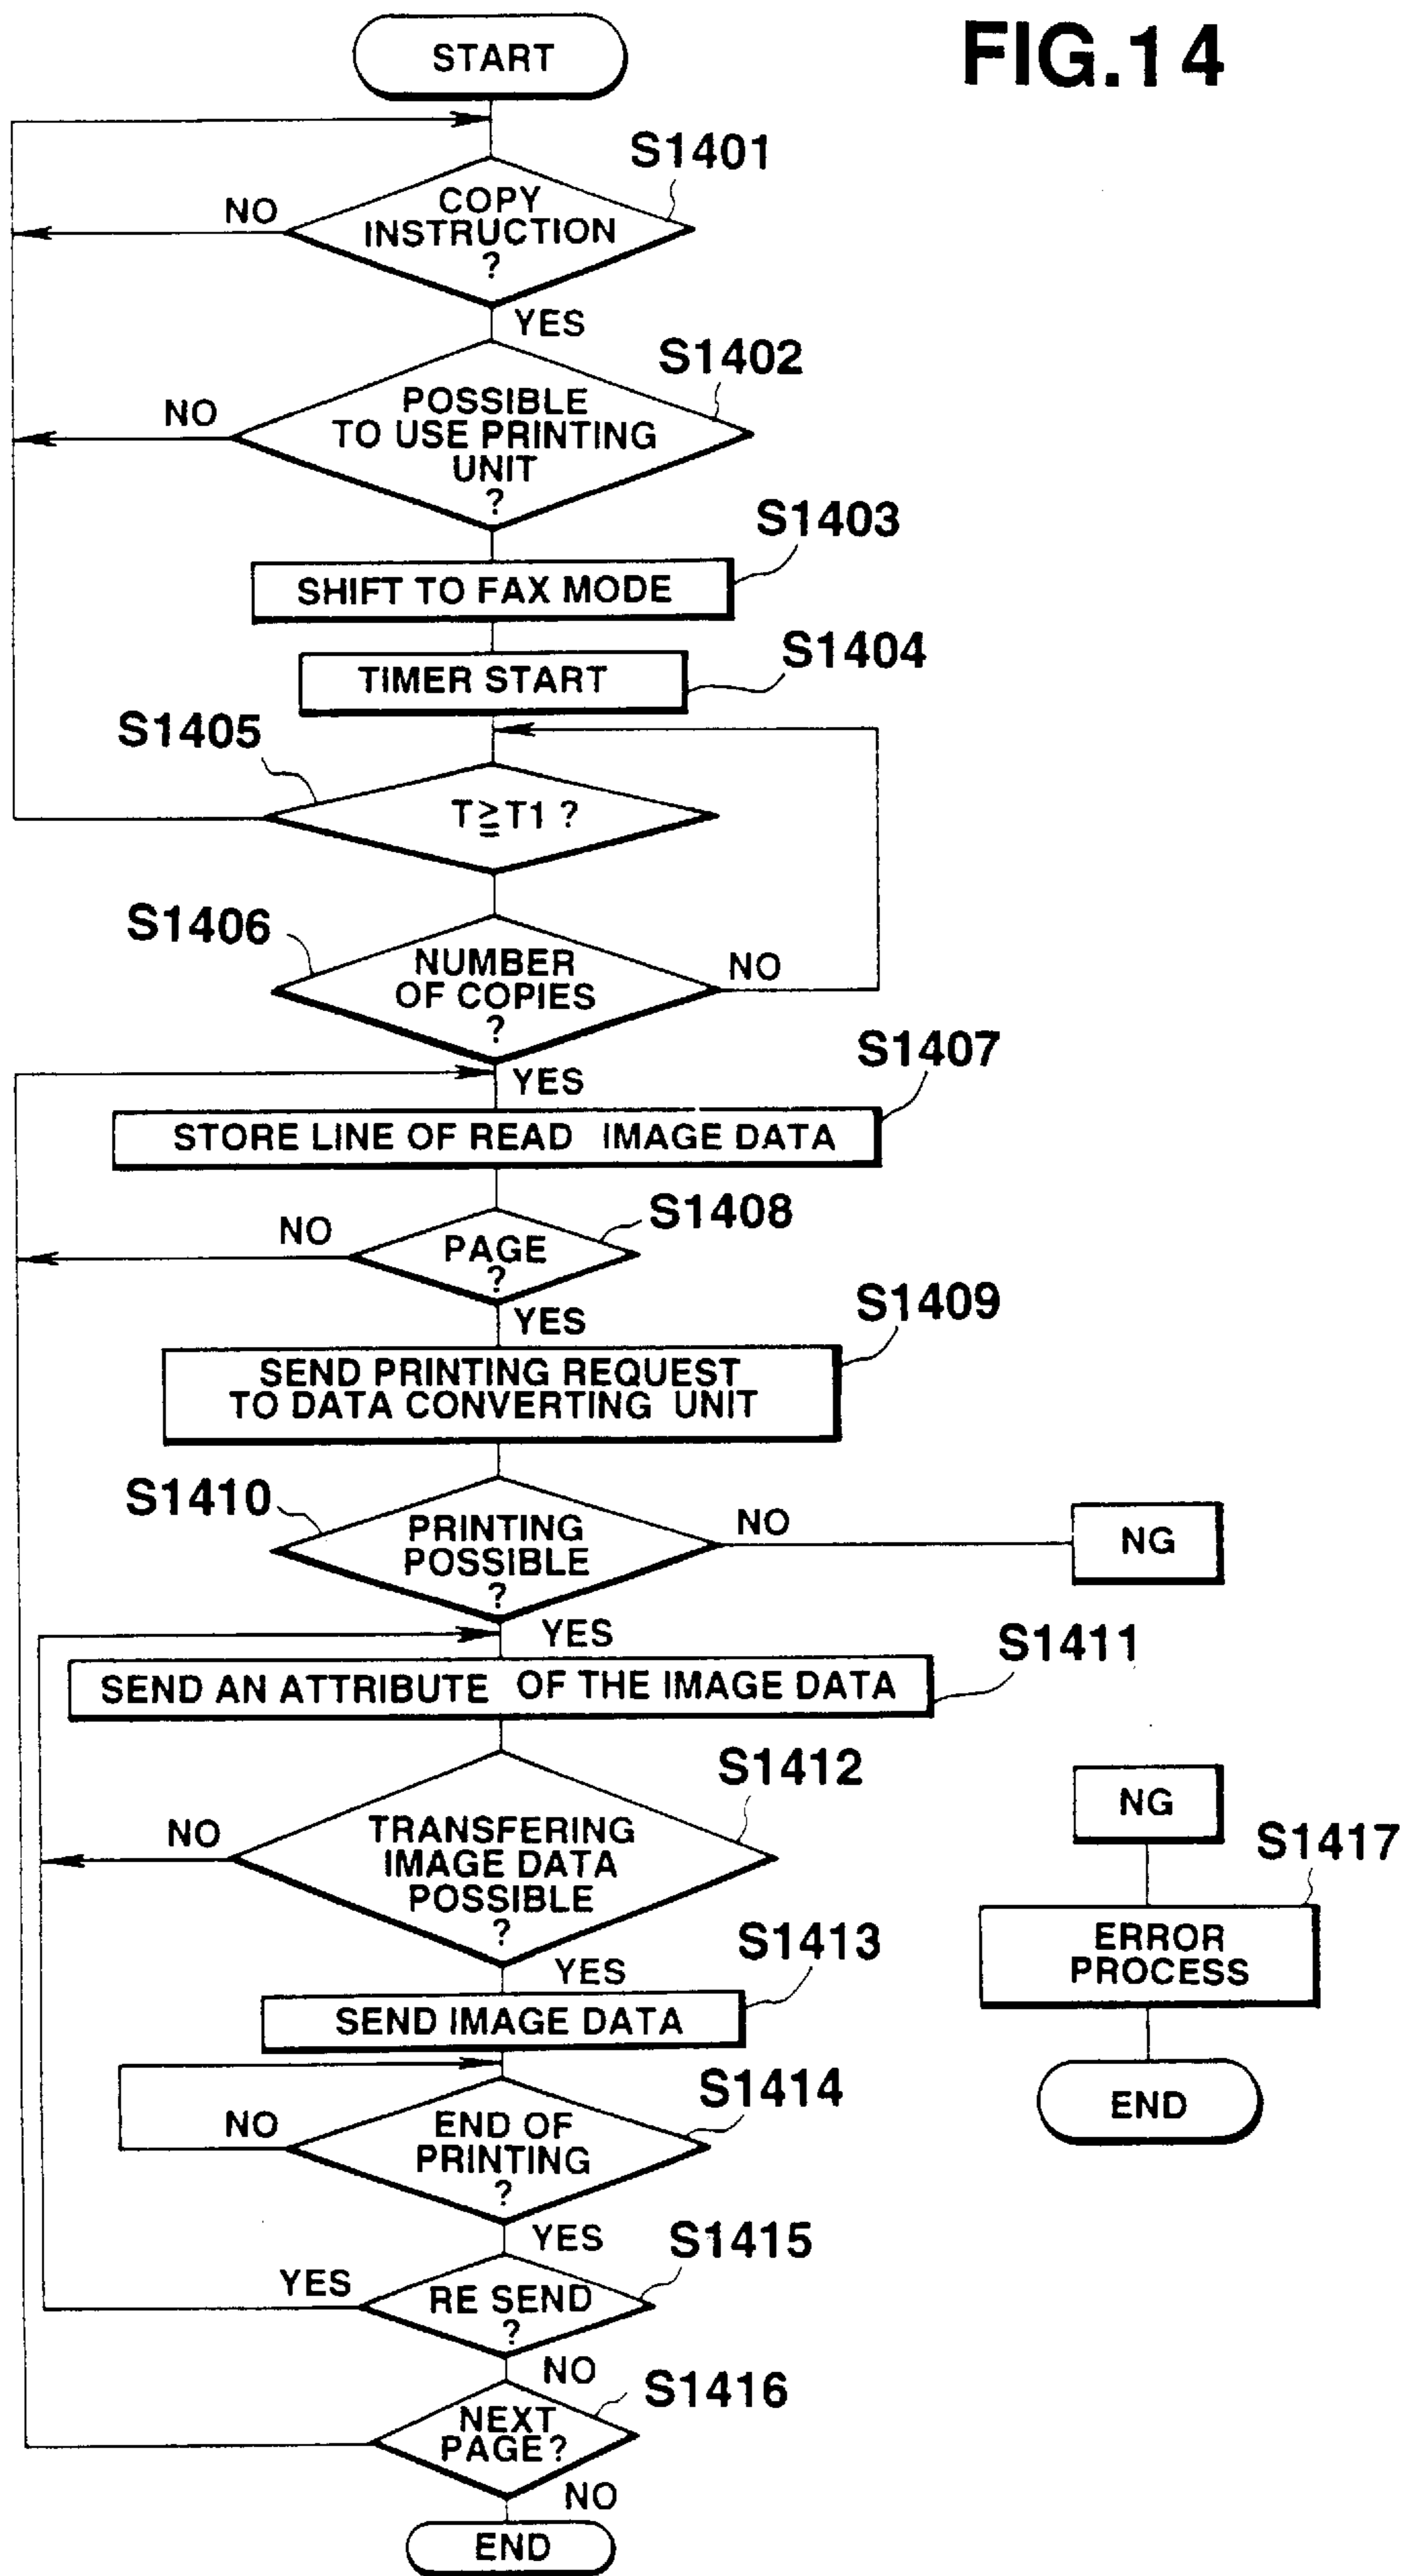 FIG.14
START
S1401
COPY
INSTRUCTION
?
NO
YES
S1402
POSSIBLE
TO USE PRINTING
UNIT
?
NO
S1403
SHIFT TO FAX MODE
S1404
TIMER START
S1405
T≧T1 ?
S1406
NUMBER
OF COPIES
?
NO
YES
S1407
STORE LINE OF READ IMAGE DATA
S1408
NO
PAGE
?
YES
S1409
SEND PRINTING REQUEST
TO DATA CONVERTING UNIT
S1410
PRINTING
POSSIBLE
?
NO
NG
YES
S1411
SEND AN ATTRIBUTE OF THE IMAGE DATA
S1412
NO
TRANSFERING
IMAGE DATA
POSSIBLE
?
YES
S1413
SEND IMAGE DATA
S1414
NO
END OF
PRINTING
?
YES
S1415
YES
RE SEND
?
NO
S1416
NEXT
PAGE?
NO
END
NG
S1417
ERROR
PROCESS
END